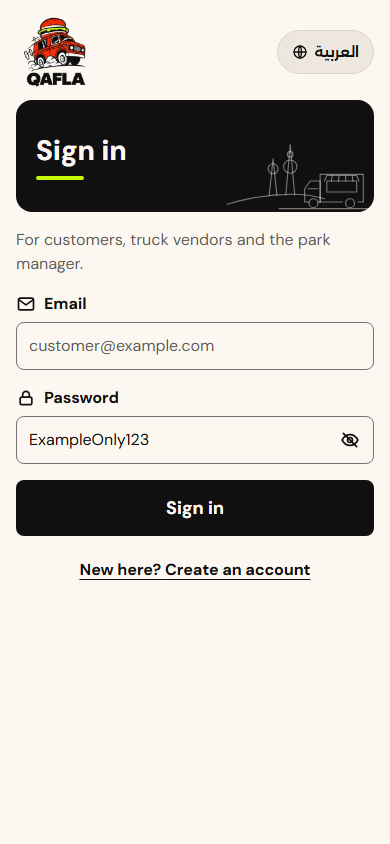 QAFLA
العربية
Sign in
For customers, truck vendors and the park
manager.
Email
customer@example.com
Password
ExampleOnly123
Sign in
New here? Create an account